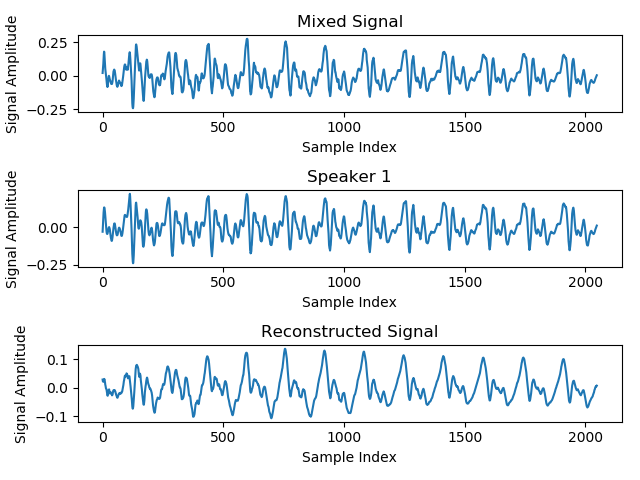 Mixed Signal
Signal Amplitude
0.25
0.00
−0.25
0 500 1000 1500 2000
Sample Index
Speaker 1
Signal Amplitude
0.00
−0.25
0 500 1000 1500 2000
Sample Index
Reconstructed Signal
Signal Amplitude
0.1
0.0
−0.1
0 500 1000 1500 2000
Sample Index